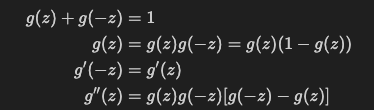 g(z) + g(−z) = 1
g(z) = g(z)g(−z) = g(z)(1 − g(z))
g′(−z) = g′(z)
g″(z) = g(z)g(−z)[g(−z) − g(z)]